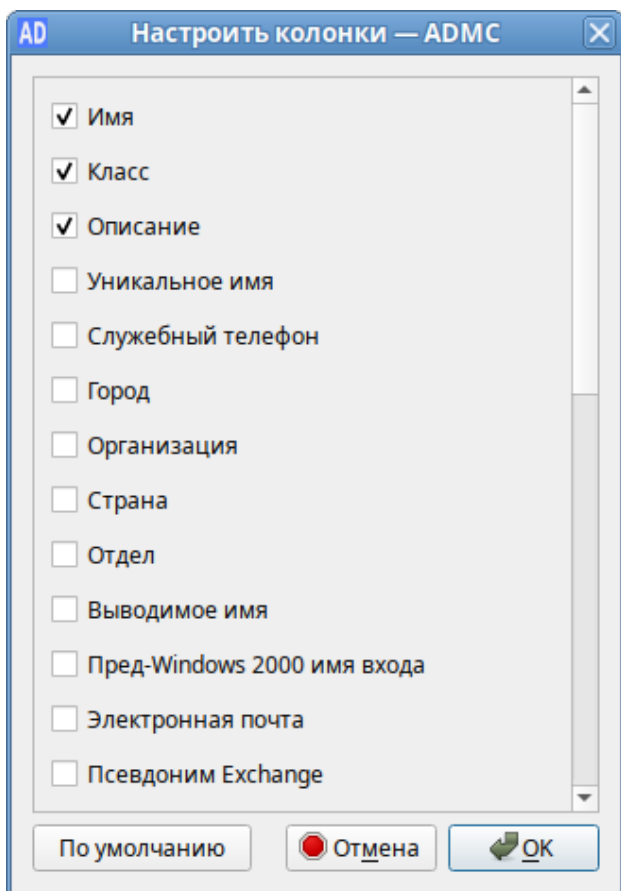 AD Настроить колонки — ADMC
Имя
Класс
Описание
Уникальное имя
Служебный телефон
Город
Организация
Страна
Отдел
Выводимое имя
Пред-Windows 2000 имя входа
Электронная почта
Псевдоним Exchange
По умолчанию Отмена OK